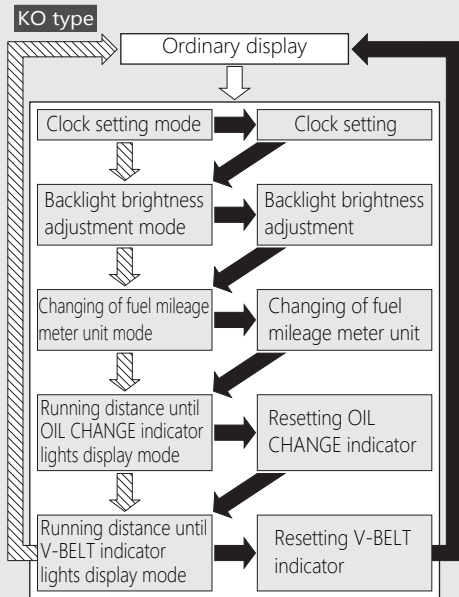 KO type
Ordinary display
Clock setting mode
Clock setting
Backlight brightness
adjustment mode
Backlight brightness
adjustment
Changing of fuel mileage
meter unit mode
Changing of fuel
mileage meter unit
Running distance until
OIL CHANGE indicator
lights display mode
Resetting OIL
CHANGE indicator
Running distance until
V-BELT indicator
lights display mode
Resetting V-BELT
indicator